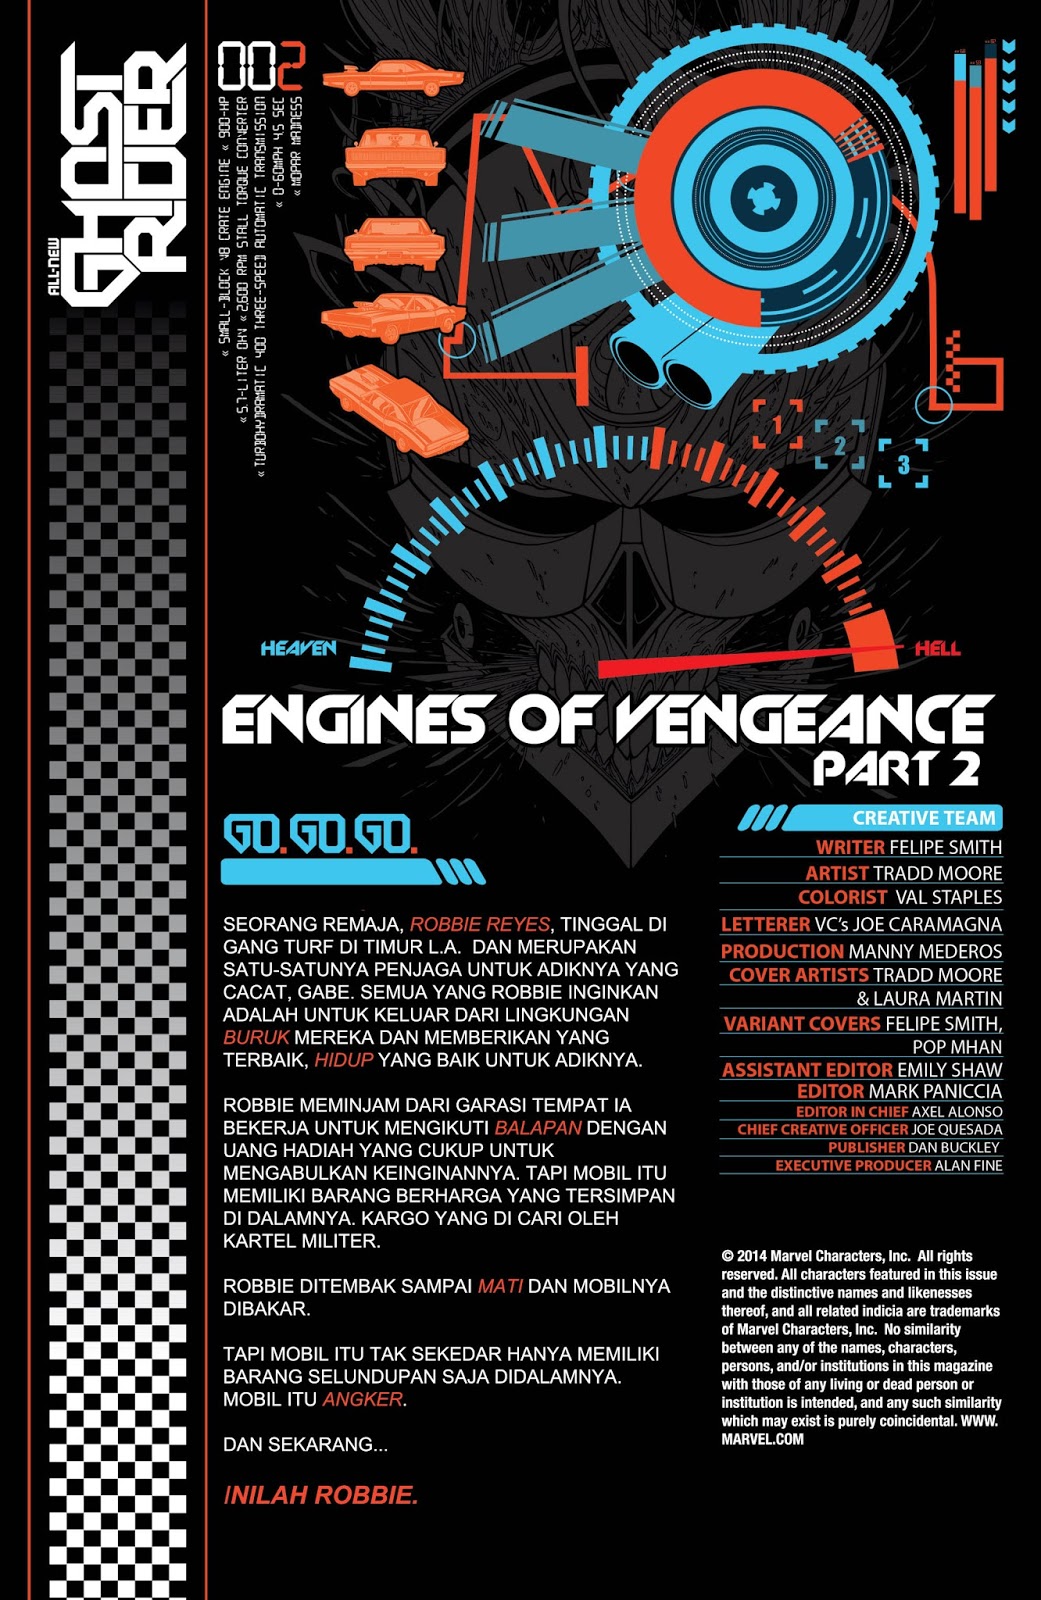 ALL-NEW
GHOST
RIDER
002
« SMALL-BLOCK V8 CRATE ENGINE « 900-HP
« 5.7-LITER OHV « 2,600 RPM STALL TORQUE CONVERTER
« TURBOHYDRAMATIC 400 THREE-SPEED AUTOMATIC TRANSMISSION
« 0-60MPH 4.5 SEC
« MOPAR MADNESS
1
2
3
HEAVEN
HELL
ENGINES OF VENGEANCE
PART 2
GO.GO.GO.
SEORANG REMAJA, ROBBIE REYES, TINGGAL DI
GANG TURF DI TIMUR L.A. DAN MERUPAKAN
SATU-SATUNYA PENJAGA UNTUK ADIKNYA YANG
CACAT, GABE. SEMUA YANG ROBBIE INGINKAN
ADALAH UNTUK KELUAR DARI LINGKUNGAN
BURUK MEREKA DAN MEMBERIKAN YANG
TERBAIK, HIDUP YANG BAIK UNTUK ADIKNYA.
ROBBIE MEMINJAM DARI GARASI TEMPAT IA
BEKERJA UNTUK MENGIKUTI BALAPAN DENGAN
UANG HADIAH YANG CUKUP UNTUK
MENGABULKAN KEINGINANNYA. TAPI MOBIL ITU
MEMILIKI BARANG BERHARGA YANG TERSIMPAN
DI DALAMNYA. KARGO YANG DI CARI OLEH
KARTEL MILITER.
ROBBIE DITEMBAK SAMPAI MATI DAN MOBILNYA
DIBAKAR.
TAPI MOBIL ITU TAK SEKEDAR HANYA MEMILIKI
BARANG SELUNDUPAN SAJA DIDALAMNYA.
MOBIL ITU ANGKER.
DAN SEKARANG...
INILAH ROBBIE.
CREATIVE TEAM
WRITER FELIPE SMITH
ARTIST TRADD MOORE
COLORIST VAL STAPLES
LETTERER VC's JOE CARAMAGNA
PRODUCTION MANNY MEDEROS
COVER ARTISTS TRADD MOORE
& LAURA MARTIN
VARIANT COVERS FELIPE SMITH,
POP MHAN
ASSISTANT EDITOR EMILY SHAW
EDITOR MARK PANICCIA
EDITOR IN CHIEF AXEL ALONSO
CHIEF CREATIVE OFFICER JOE QUESADA
PUBLISHER DAN BUCKLEY
EXECUTIVE PRODUCER ALAN FINE
© 2014 Marvel Characters, Inc. All rights
reserved. All characters featured in this issue
and the distinctive names and likenesses
thereof, and all related indicia are trademarks
of Marvel Characters, Inc. No similarity
between any of the names, characters,
persons, and/or institutions in this magazine
with those of any living or dead person or
institution is intended, and any such similarity
which may exist is purely coincidental. WWW.
MARVEL.COM